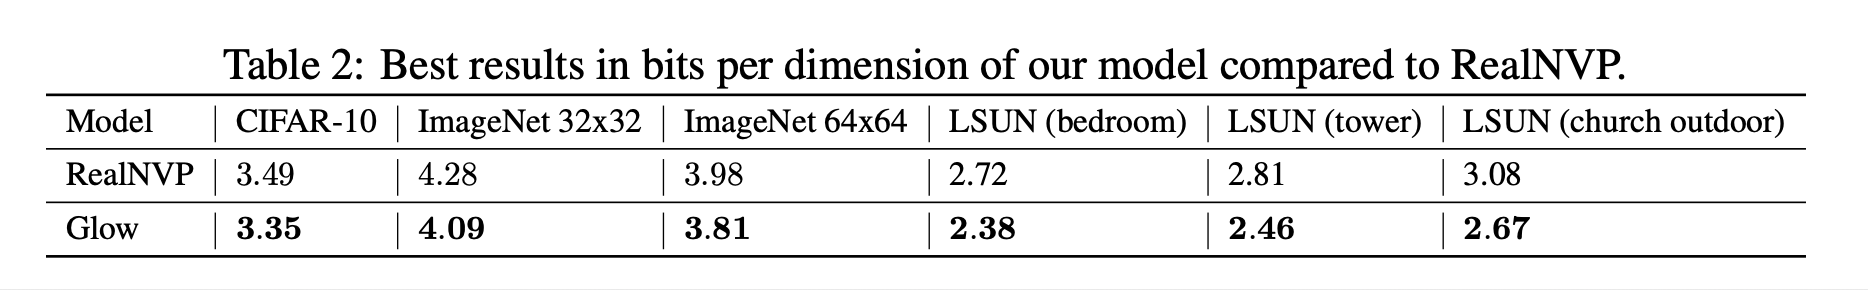 Table 2: Best results in bits per dimension of our model compared to RealNVP.
Model CIFAR-10 ImageNet 32x32 ImageNet 64x64 LSUN (bedroom) LSUN (tower) LSUN (church outdoor)
RealNVP 3.49 4.28 3.98 2.72 2.81 3.08
Glow 3.35 4.09 3.81 2.38 2.46 2.67